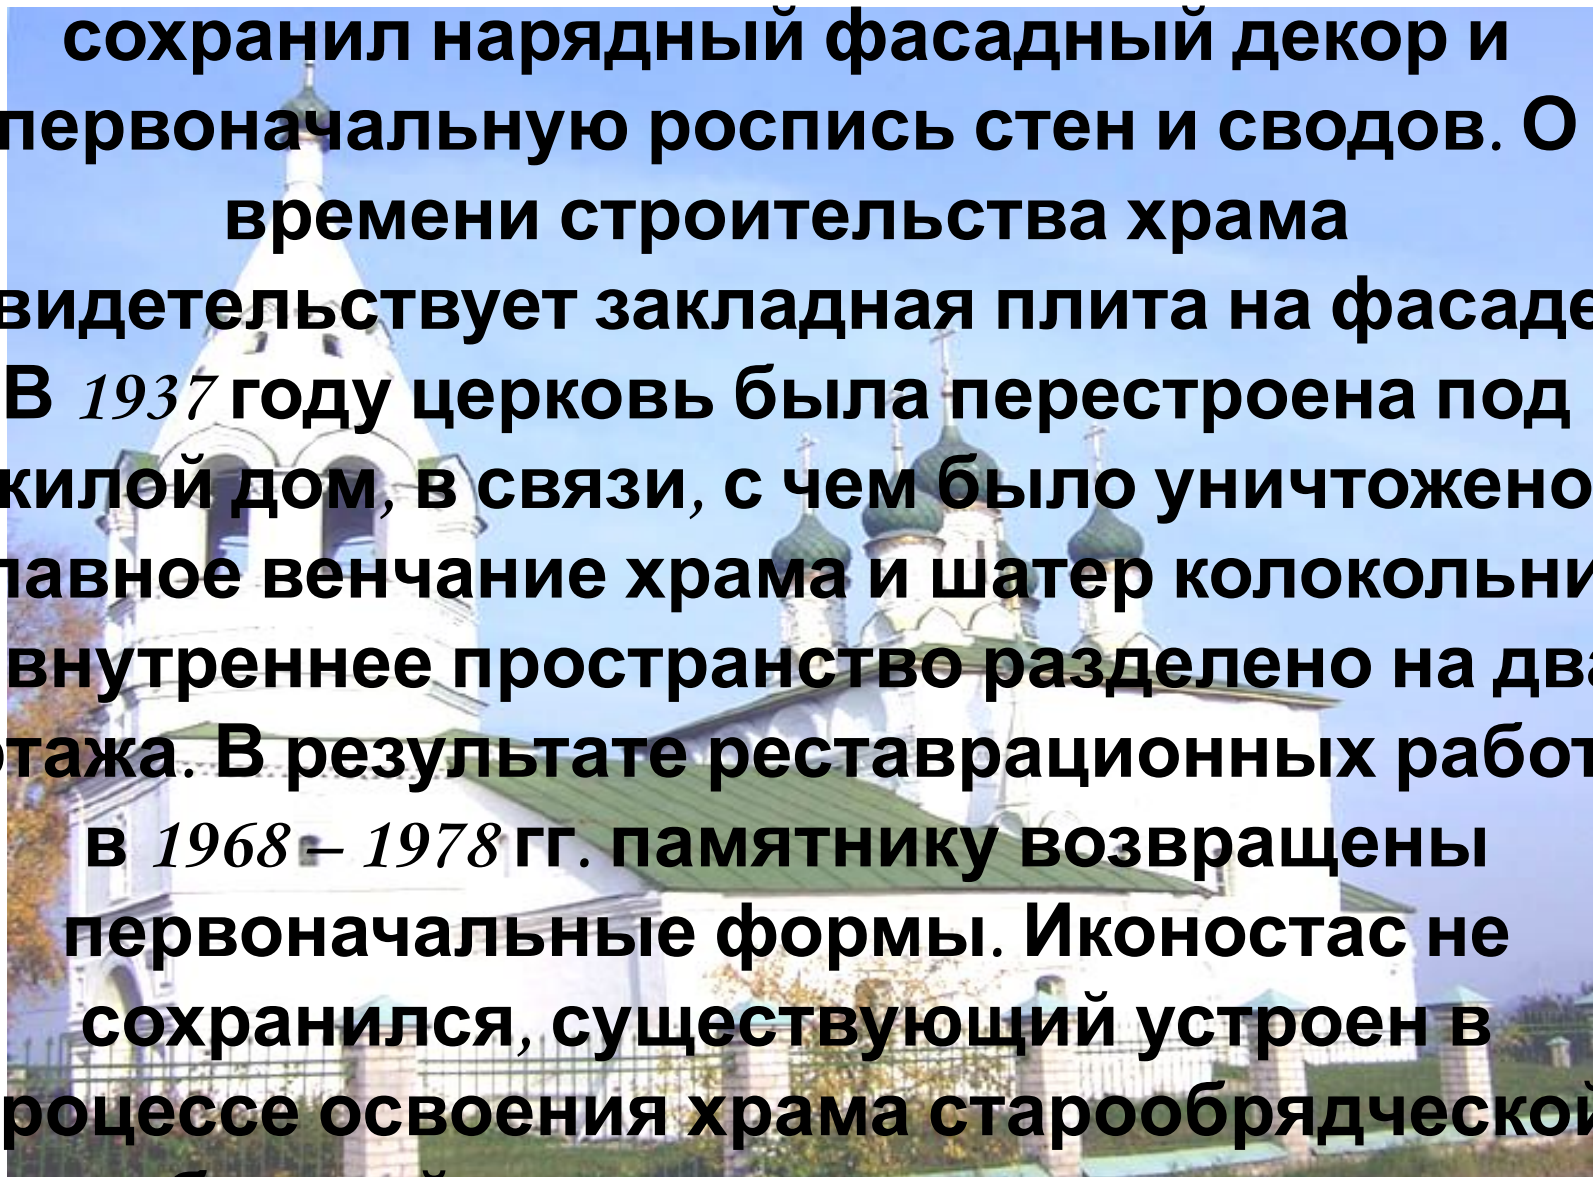 сохранил нарядный фасадный декор и
первоначальную роспись стен и сводов. О
времени строительства храма
видетельствует закладная плита на фасаде
В 1937 году церковь была перестроена под
жилой дом, в связи, с чем было уничтожено
лавное венчание храма и шатер колокольни
внутреннее пространство разделено на два
этажа. В результате реставрационных работ
в 1968 – 1978 гг. памятнику возвращены
первоначальные формы. Иконостас не
сохранился, существующий устроен в
роцессе освоения храма старообрядческой